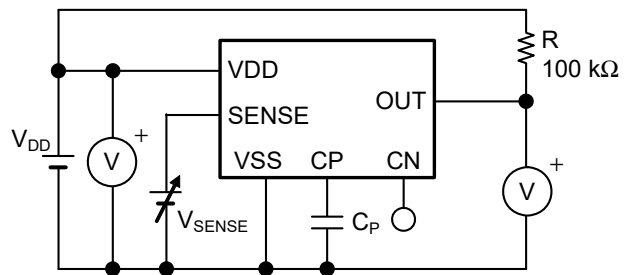 R
100 kΩ
VDD
OUT
SENSE
V_DD
+
V
VSS
CP
CN
+
V
V_SENSE
C_P